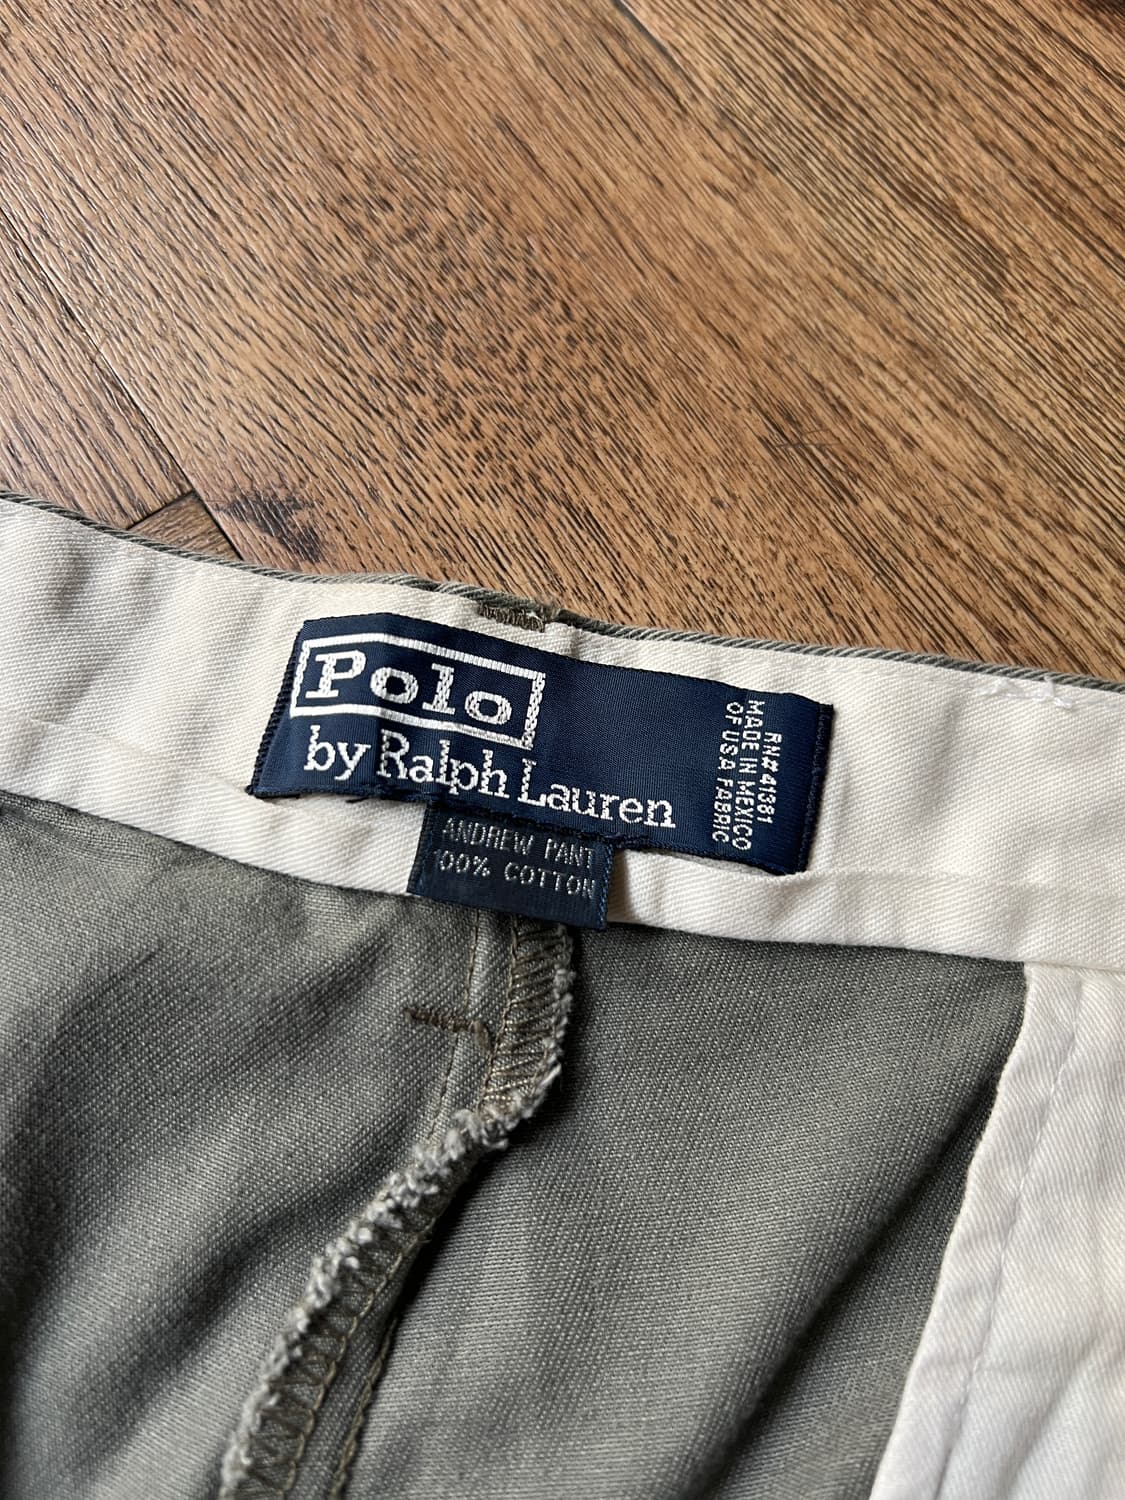 Polo
by Ralph Lauren
RN#41381
MADE IN MEXICO
OF USA FABRIC
ANDREW PANT
100% COTTON